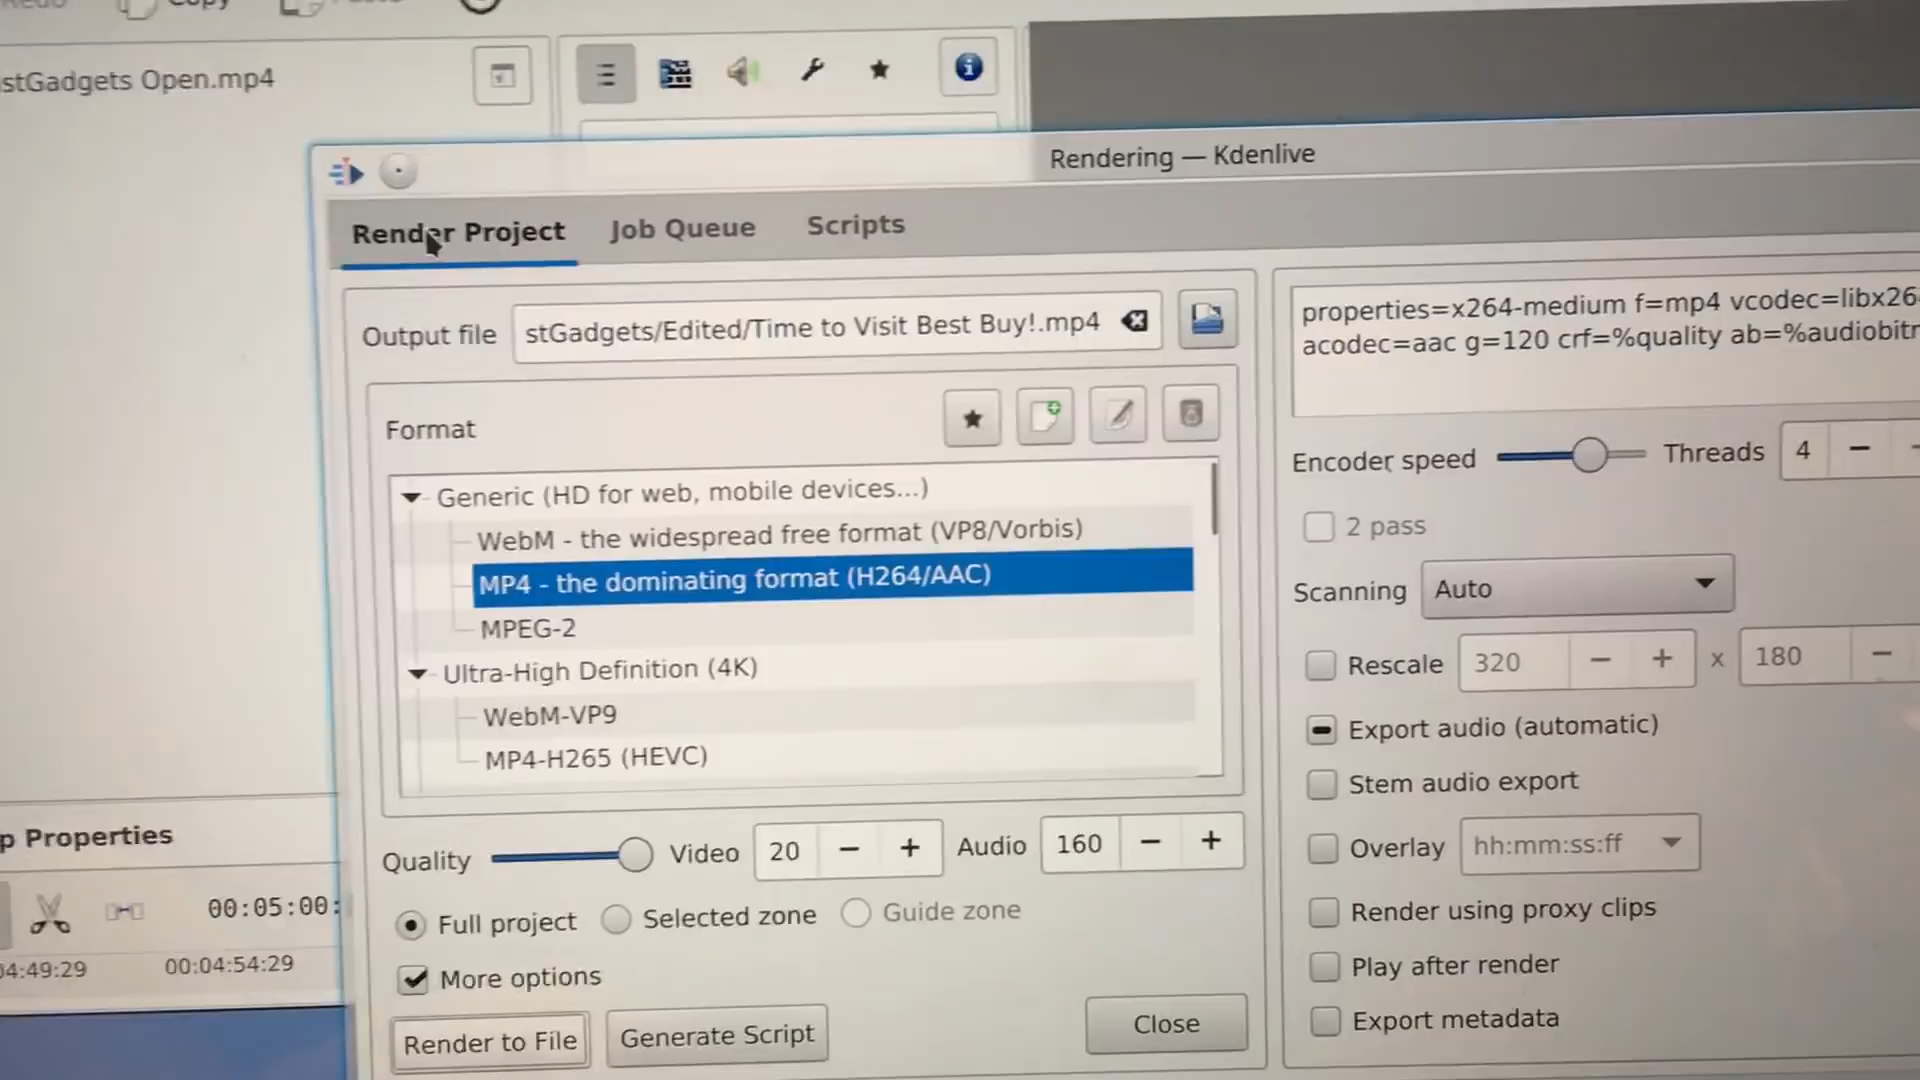 Copy
stGadgets Open.mp4
Rendering — Kdenlive
Render Project
Job Queue
Scripts
Output file
stGadgets/Edited/Time to Visit Best Buy!.mp4
properties=x264-medium f=mp4 vcodec=libx26
acodec=aac g=120 crf=%quality ab=%audiobitr
Format
Generic (HD for web, mobile devices...)
WebM - the widespread free format (VP8/Vorbis)
MP4 - the dominating format (H264/AAC)
MPEG-2
Ultra-High Definition (4K)
WebM-VP9
MP4-H265 (HEVC)
Encoder speed
Threads
4
2 pass
Scanning
Auto
Rescale
320
x
180
Export audio (automatic)
Stem audio export
Overlay
hh:mm:ss:ff
Render using proxy clips
Play after render
Export metadata
Quality
Video
20
Audio
160
Full project
Selected zone
Guide zone
More options
Render to File
Generate Script
Close
p Properties
00:05:00:
04:49:29
00:04:54:29